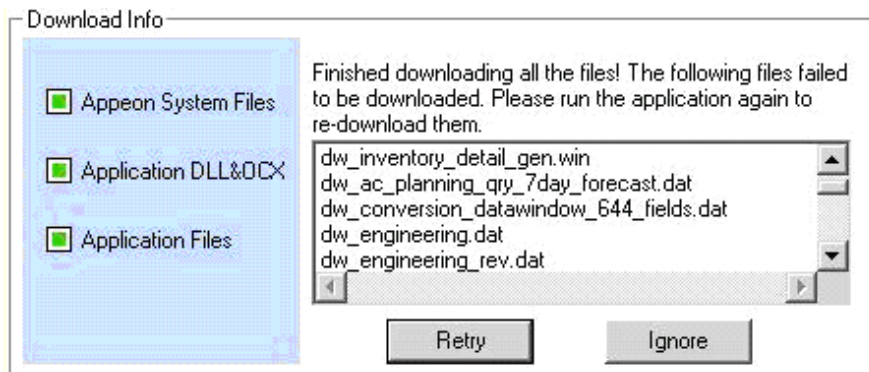 Download Info
Appeon System Files
Application DLL&OCX
Application Files
Finished downloading all the files! The following files failed
to be downloaded. Please run the application again to
re-download them.
dw_inventory_detail_gen.win
dw_ac_planning_qry_7day_forecast.dat
dw_conversion_datawindow_644_fields.dat
dw_engineering.dat
dw_engineering_rev.dat
Retry
Ignore